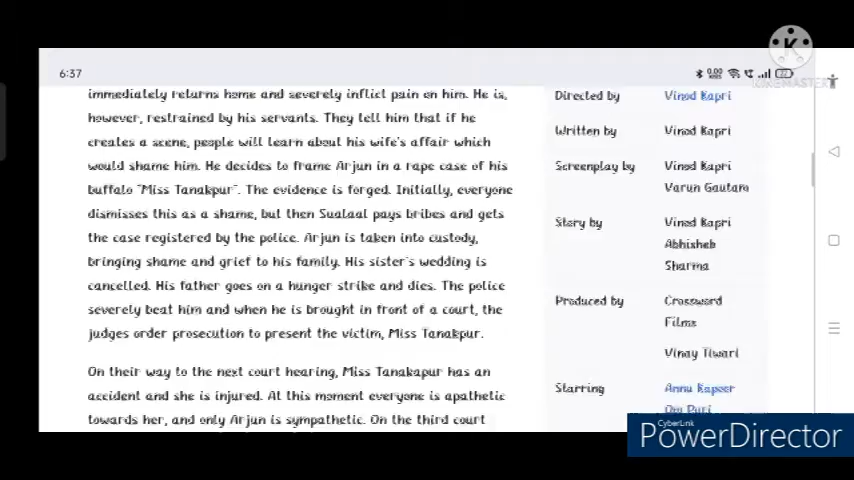 6:37
immediately returns home and severely inflict pain on him. He is,
however, restrained by his servants. They tell him that if he
creates a scene, people will learn about his wife's affair which
would shame him. He decides to frame Arjun in a rape case of his
buffalo "Miss Tanakpur". The evidence is forged. Initially, everyone
dismisses this as a shame, but then Sualaal pays bribes and gets
the case registered by the police. Arjun is taken into custody,
bringing shame and grief to his family. His sister's wedding is
cancelled. His father goes on a hunger strike and dies. The police
severely beat him and when he is brought in front of a court, the
judges order prosecution to present the victim, Miss Tanakpur.
On their way to the next court hearing, Miss Tanakapur has an
accident and she is injured. At this moment everyone is apathetic
towards her, and only Arjun is sympathetic. On the third court
Directed by Vinod Kapri
Written by Vinod Kapri
Screenplay by Vinod Kapri
Varun Gautam
Story by Vinod Kapri
Abhishek
Sharma
Produced by Crossword
Films
Vinay Tiwari
Starring Annu Kapoor
Om Puri
KINEMASTER
CyberLink
PowerDirector